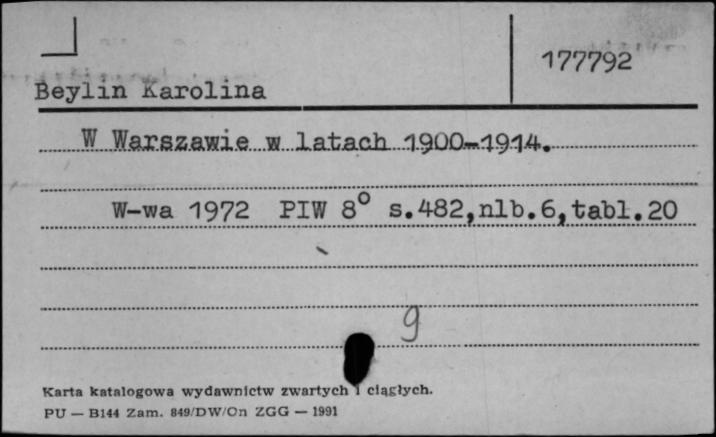 177792
Beylin Karolina
W Warszawie w latach 1900-1914.
W-wa 1972 PIW 8° s.482,nlb.6,tabl.20
9
Karta katalogowa wydawnictw zwartych i ciągłych.
PU — B144 Zam. 849/DW/On ZGG — 1991